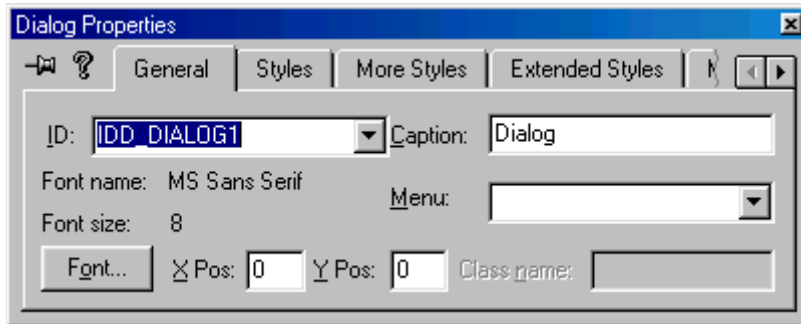 Dialog Properties
General Styles More Styles Extended Styles
ID: IDD_DIALOG1 Caption: Dialog
Font name: MS Sans Serif
Menu:
Font size: 8
Font... X Pos: 0 Y Pos: 0 Class name: